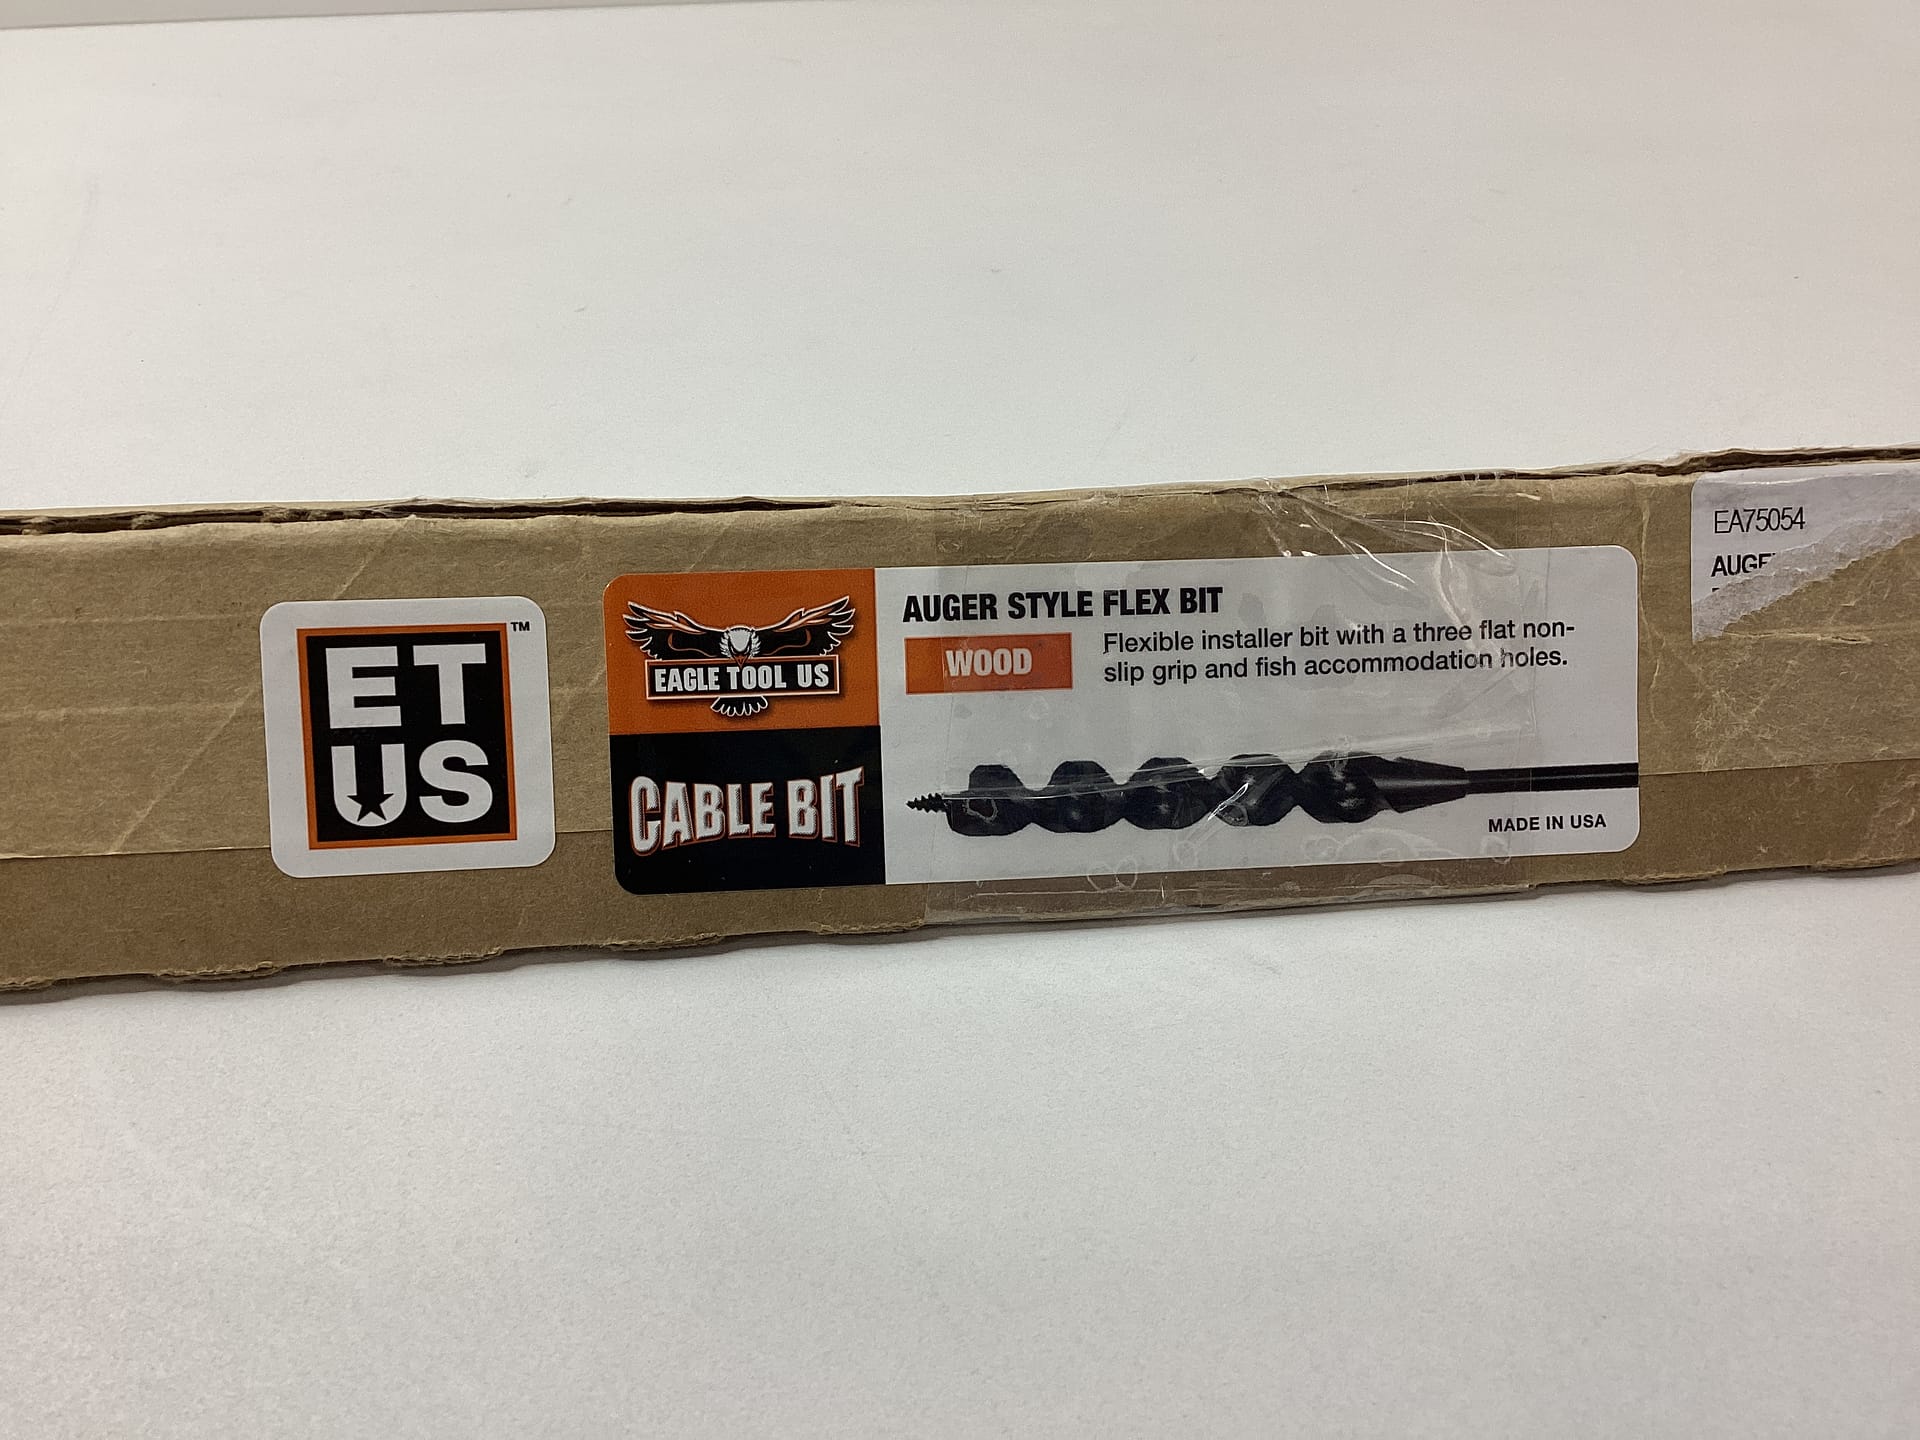 ET
US
TM
EAGLE TOOL US
CABLE BIT
AUGER STYLE FLEX BIT
WOOD
Flexible installer bit with a three flat non-
slip grip and fish accommodation holes.
MADE IN USA
EA75054